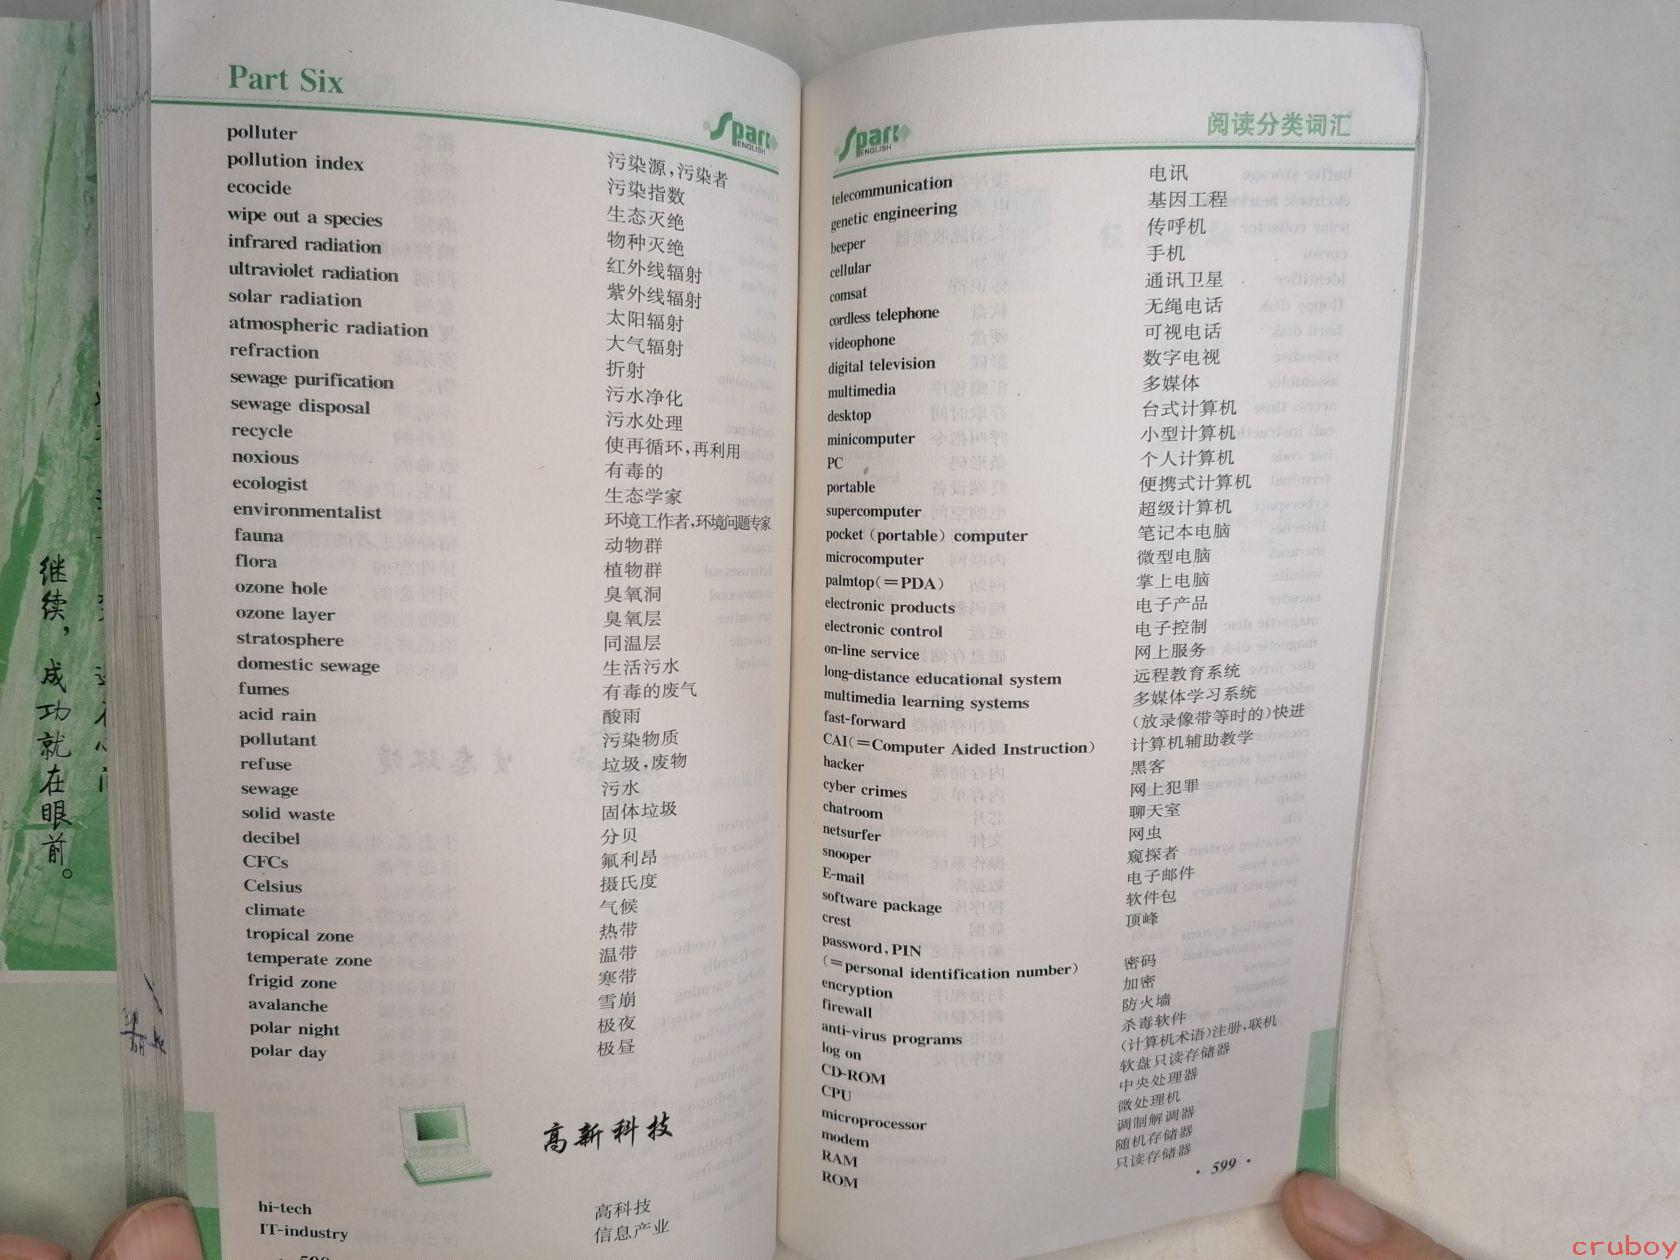 继续，成功就在眼前。
Part Six
Spark ENGLISH
polluter 污染源,污染者
pollution index 污染指数
ecocide 生态灭绝
wipe out a species 物种灭绝
infrared radiation 红外线辐射
ultraviolet radiation 紫外线辐射
solar radiation 太阳辐射
atmospheric radiation 大气辐射
refraction 折射
sewage purification 污水净化
sewage disposal 污水处理
recycle 使再循环,再利用
noxious 有毒的
ecologist 生态学家
environmentalist 环境工作者,环境问题专家
fauna 动物群
flora 植物群
ozone hole 臭氧洞
ozone layer 臭氧层
stratosphere 同温层
domestic sewage 生活污水
fumes 有毒的废气
acid rain 酸雨
pollutant 污染物质
refuse 垃圾,废物
sewage 污水
solid waste 固体垃圾
decibel 分贝
CFCs 氟利昂
Celsius 摄氏度
climate 气候
tropical zone 热带
temperate zone 温带
frigid zone 寒带
avalanche 雪崩
polar night 极夜
polar day 极昼
高新科技
hi-tech 高科技
IT-industry 信息产业
Spark ENGLISH
阅读分类词汇
telecommunication 电讯
genetic engineering 基因工程
beeper 传呼机
cellular 手机
comsat 通讯卫星
cordless telephone 无绳电话
videophone 可视电话
digital television 数字电视
multimedia 多媒体
desktop 台式计算机
minicomputer 小型计算机
PC 个人计算机
portable 便携式计算机
supercomputer 超级计算机
pocket (portable) computer 笔记本电脑
microcomputer 微型电脑
palmtop(=PDA) 掌上电脑
electronic products 电子产品
electronic control 电子控制
on-line service 网上服务
long-distance educational system 远程教育系统
multimedia learning systems 多媒体学习系统
fast-forward (放录像带等时的)快进
CAI(=Computer Aided Instruction) 计算机辅助教学
hacker 黑客
cyber crimes 网上犯罪
chatroom 聊天室
netsurfer 网虫
snooper 窥探者
E-mail 电子邮件
software package 软件包
crest 顶峰
password, PIN
(=personal identification number) 密码
encryption 加密
firewall 防火墙
anti-virus programs 杀毒软件
log on (计算机术语)注册,联机
CD-ROM 软盘只读存储器
CPU 中央处理器
microprocessor 微处理机
modem 调制解调器
RAM 随机存储器
ROM 只读存储器
· 599 ·
cruboy